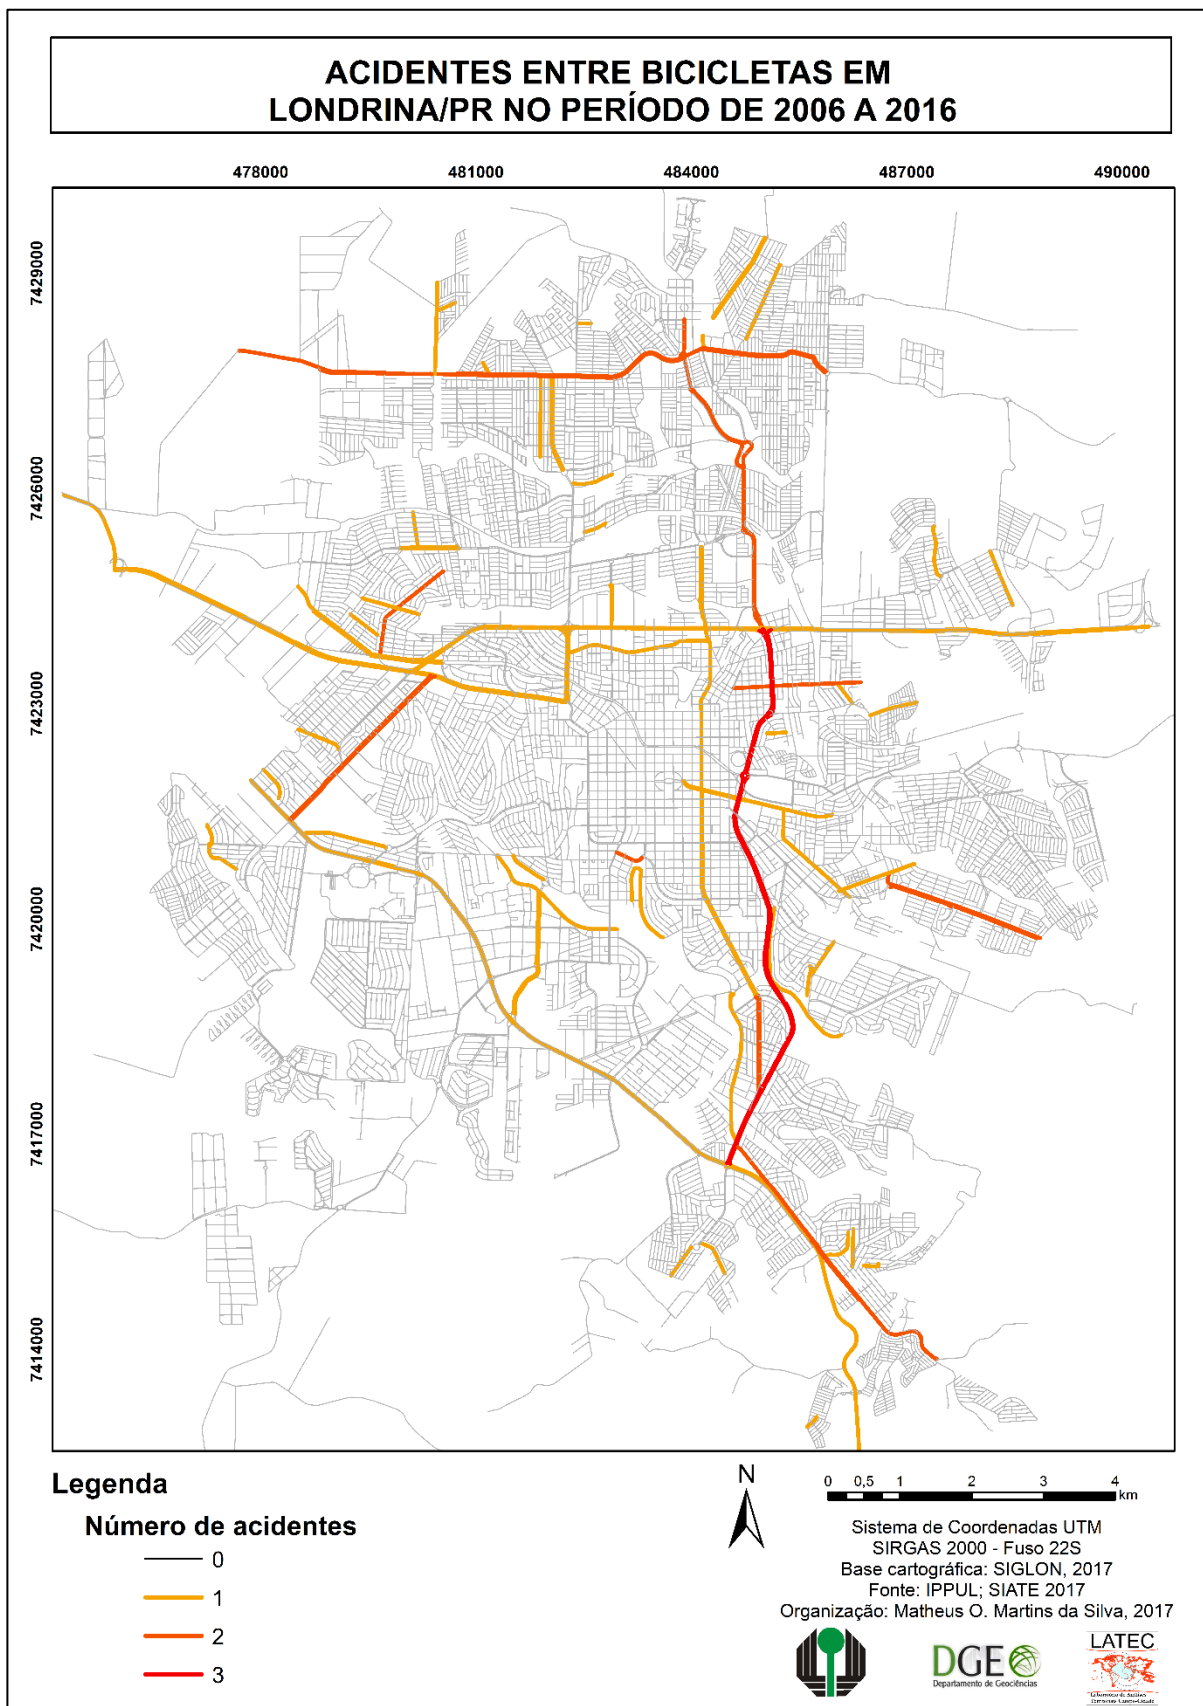 ACIDENTES ENTRE BICICLETAS EM
LONDRINA/PR NO PERÍODO DE 2006 A 2016
478000 481000 484000 487000 490000
7429000
7426000
7423000
7420000
7417000
7414000
Legenda
Número de acidentes
0
1
2
3
N
0 0,5 1 2 3 4
km
Sistema de Coordenadas UTM
SIRGAS 2000 - Fuso 22S
Base cartográfica: SIGLON, 2017
Fonte: IPPUL; SIATE 2017
Organização: Matheus O. Martins da Silva, 2017
DGEO
Departamento de Geociências
LATEC